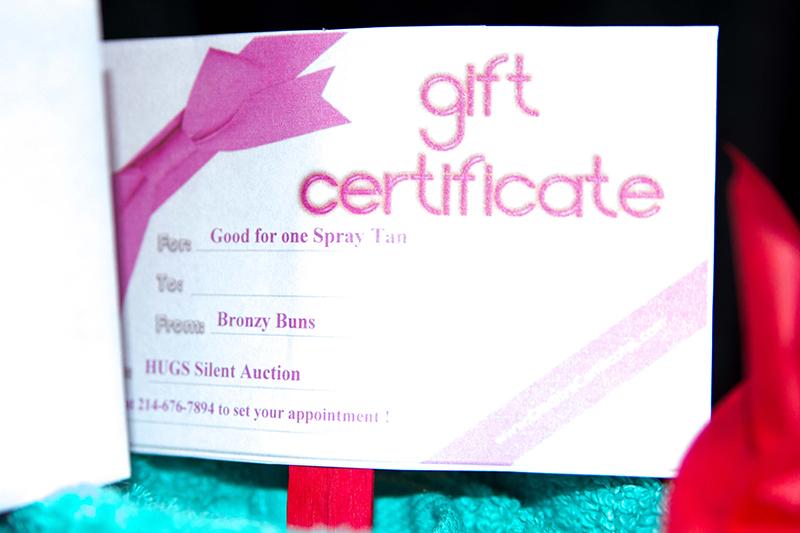 gift
certificate
For: Good for one Spray Tan
To:
From: Bronzy Buns
HUGS Silent Auction
214-676-7894 to set your appointment !